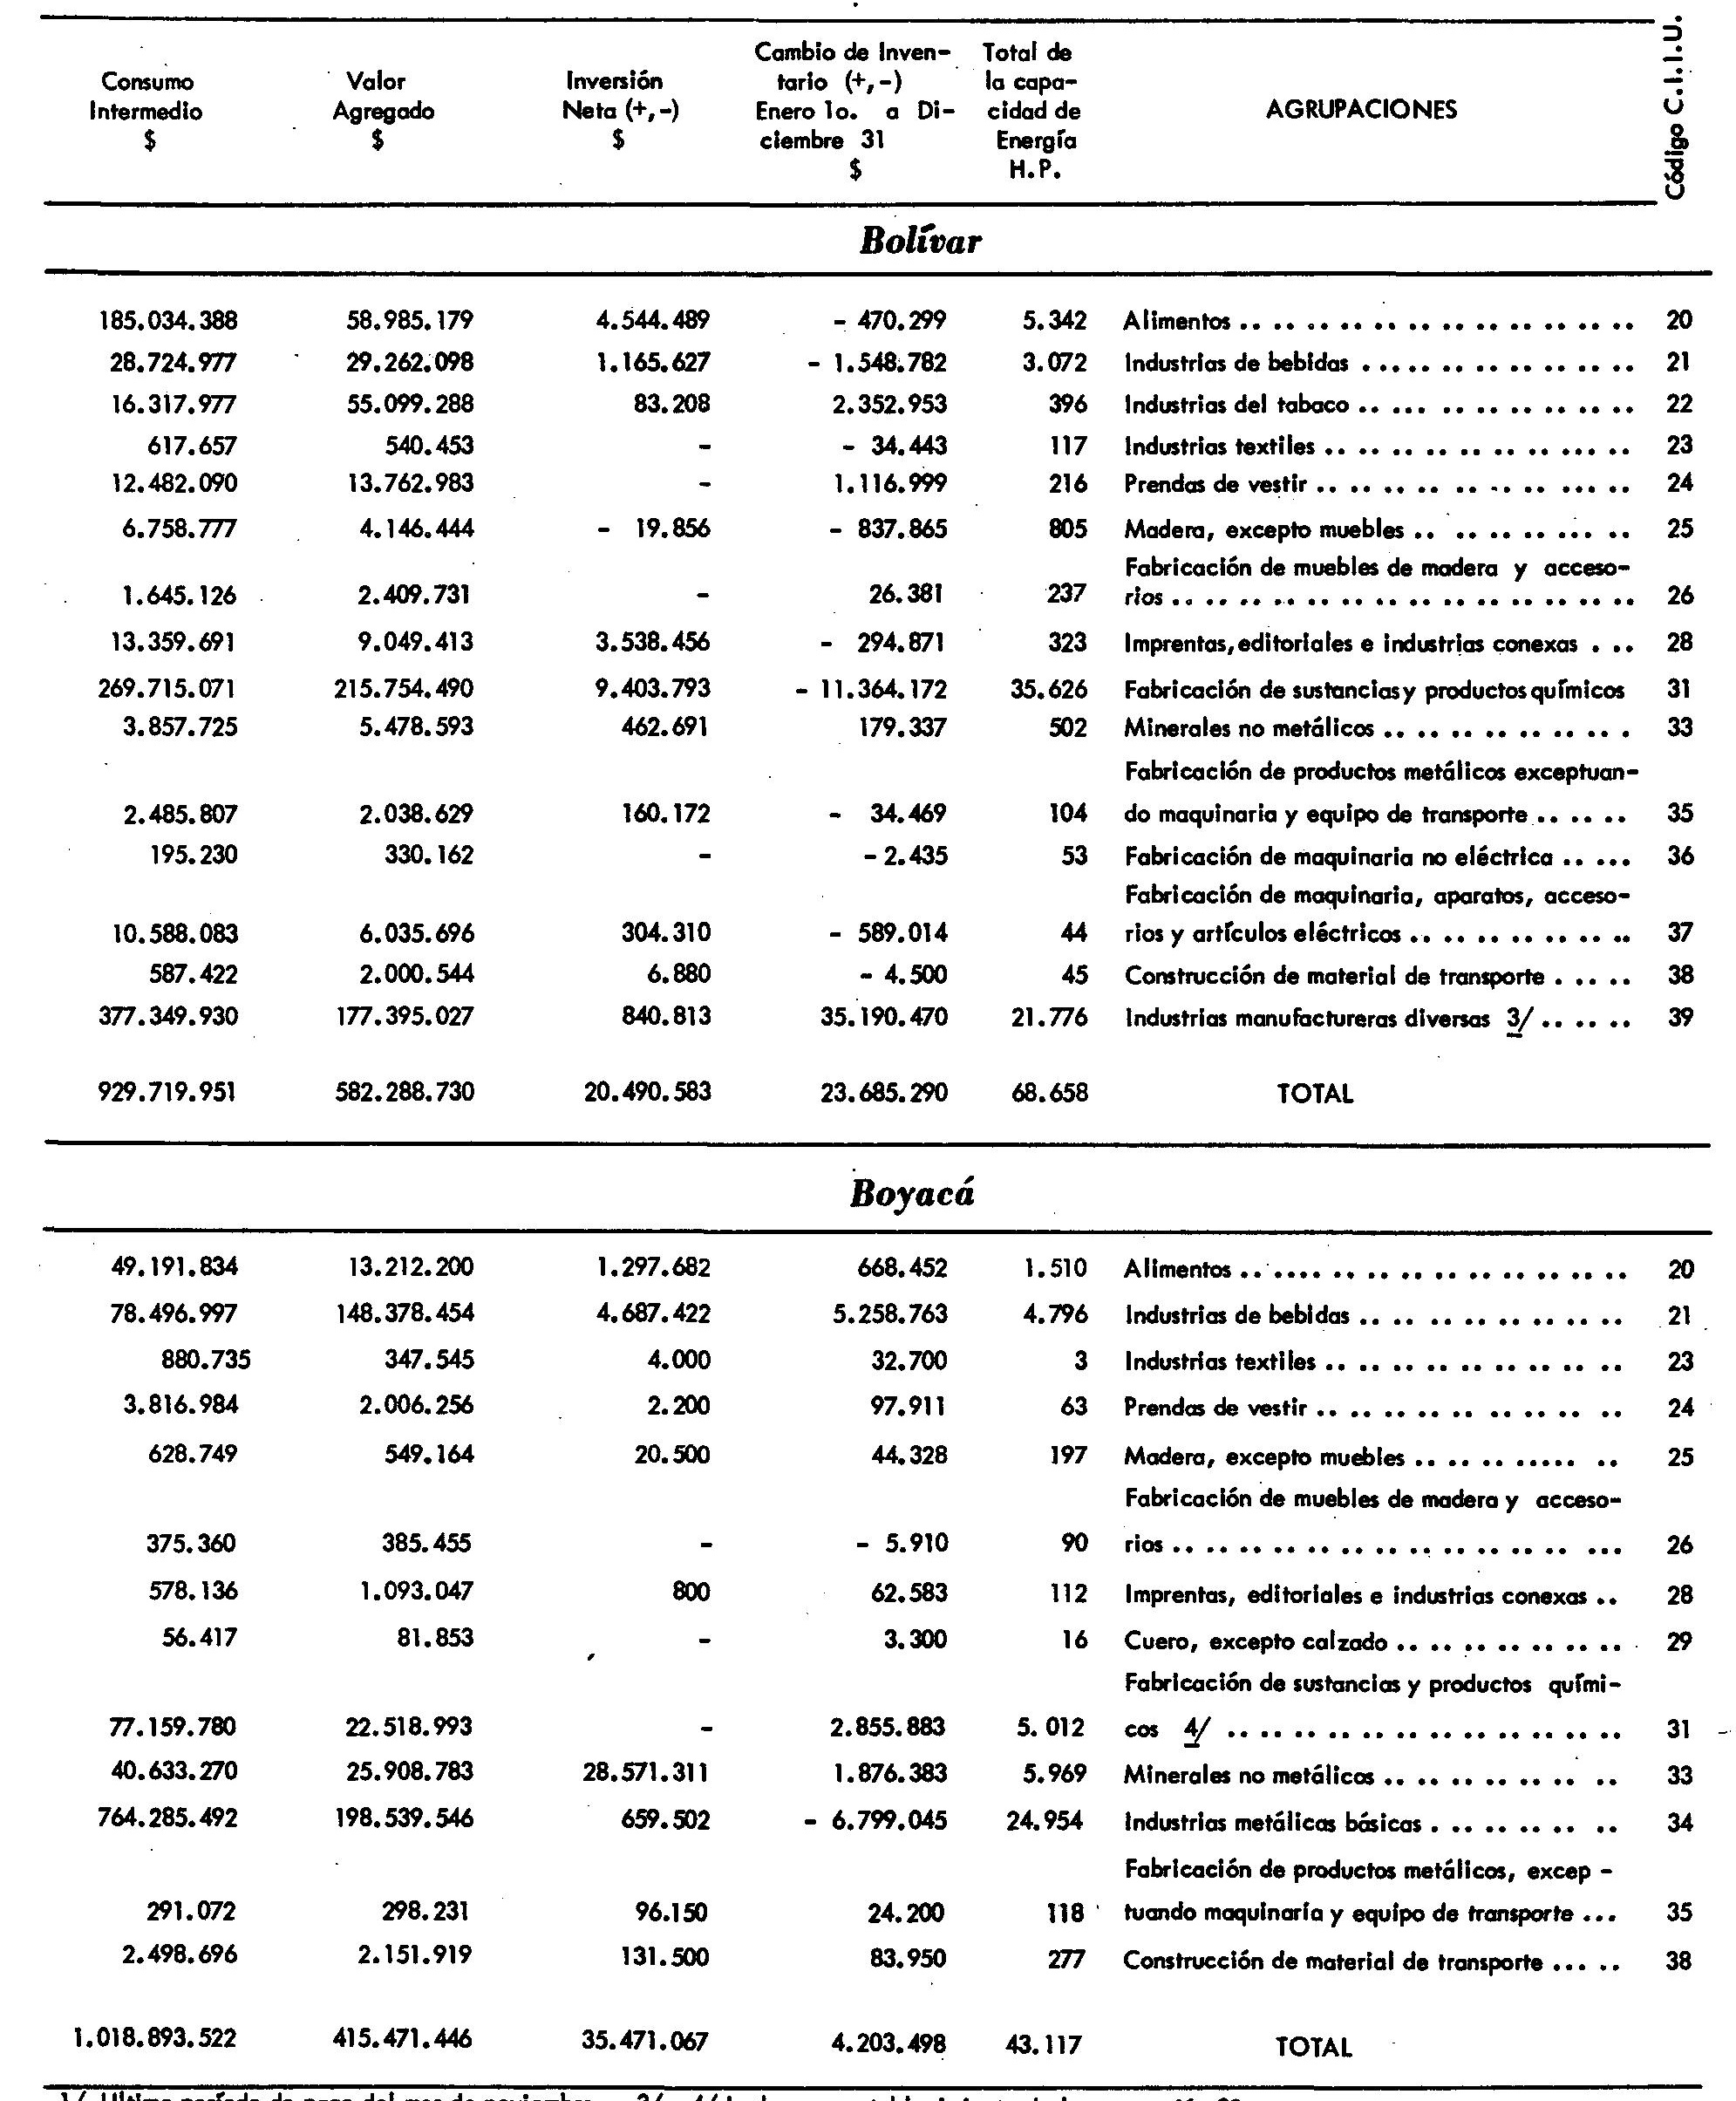 Consumo Intermedio $ Valor Agregado $ Inversión Neta (+,-) $ Cambio de Inven- tario (+,-) Enero 1o. a Di- ciembre 31 $ Total de la capa- cidad de Energía H.P. AGRUPACIONES Código C.I.I.U.
Bolívar
185.034.388 58.985.179 4.544.489 - 470.299 5.342 Alimentos .. .. .. .. .. .. .. .. .. .. .. .. 20
28.724.977 29.262.098 1.165.627 - 1.548.782 3.072 Industrias de bebidas .. .. .. .. .. .. .. .. 21
16.317.977 55.099.288 83.208 2.352.953 396 Industrias del tabaco .. ... .. .. .. .. .. .. 22
617.657 540.453 - - 34.443 117 Industrias textiles .. .. .. .. .. .. .. ... .. 23
12.482.090 13.762.983 - 1.116.999 216 Prendas de vestir .. .. .. .. .. .. .. ... .. 24
6.758.777 4.146.444 - 19.856 - 837.865 805 Madera, excepto muebles .. .. .. .. ... .. 25
Fabricación de muebles de madera y acceso-
1.645.126 2.409.731 - 26.381 237 rios .. .. .. .. .. .. .. .. .. .. .. .. .. .. 26
13.359.691 9.049.413 3.538.456 - 294.871 323 Imprentas, editoriales e industrias conexas . .. 28
269.715.071 215.754.490 9.403.793 - 11.364.172 35.626 Fabricación de sustancias y productos químicos 31
3.857.725 5.478.593 462.691 179.337 502 Minerales no metálicos .. .. .. .. .. .. .. . 33
Fabricación de productos metálicos exceptuan-
2.485.807 2.038.629 160.172 - 34.469 104 do maquinaria y equipo de transporte .. .. .. 35
195.230 330.162 - - 2.435 53 Fabricación de maquinaria no eléctrica .. ... 36
Fabricación de maquinaria, aparatos, acceso-
10.588.083 6.035.696 304.310 - 589.014 44 rios y artículos eléctricos .. .. .. .. .. .. .. 37
587.422 2.000.544 6.880 - 4.500 45 Construcción de material de transporte . .. .. 38
377.349.930 177.395.027 840.813 35.190.470 21.776 Industrias manufactureras diversas 3/ .. .. .. 39
929.719.951 582.288.730 20.490.583 23.685.290 68.658 TOTAL
Boyacá
49.191.834 13.212.200 1.297.682 668.452 1.510 Alimentos .. .... .. .. .. .. .. .. .. .. .. 20
78.496.997 148.378.454 4.687.422 5.258.763 4.796 Industrias de bebidas .. .. .. .. .. .. .. .. 21
880.735 347.545 4.000 32.700 3 Industrias textiles .. .. .. .. .. .. .. .. .. 23
3.816.984 2.006.256 2.200 97.911 63 Prendas de vestir .. .. .. .. .. .. .. .. .. 24
628.749 549.164 20.500 44.328 197 Madera, excepto muebles .. .. .. ..... .. 25
Fabricación de muebles de madera y acceso-
375.360 385.455 - - 5.910 90 rios .. .. .. .. .. .. .. .. .. .. .. .. ... 26
578.136 1.093.047 800 62.583 112 Imprentas, editoriales e industrias conexas .. 28
56.417 81.853 - 3.300 16 Cuero, excepto calzado .. .. .. .. .. .. .. 29
Fabricación de sustancias y productos quími-
77.159.780 22.518.993 - 2.855.883 5.012 cos 4/ .. .. .. .. .. .. .. .. .. .. .. .. 31
40.633.270 25.908.783 28.571.311 1.876.383 5.969 Minerales no metálicos .. .. .. .. .. .. .. 33
764.285.492 198.539.546 659.502 - 6.799.045 24.954 Industrias metálicas básicas . .. .. .. .. .. 34
Fabricación de productos metálicos, excep -
291.072 298.231 96.150 24.200 118 tuando maquinaría y equipo de transporte ... 35
2.498.696 2.151.919 131.500 83.950 277 Construcción de material de transporte ... .. 38
1.018.893.522 415.471.446 35.471.067 4.203.498 43.117 TOTAL